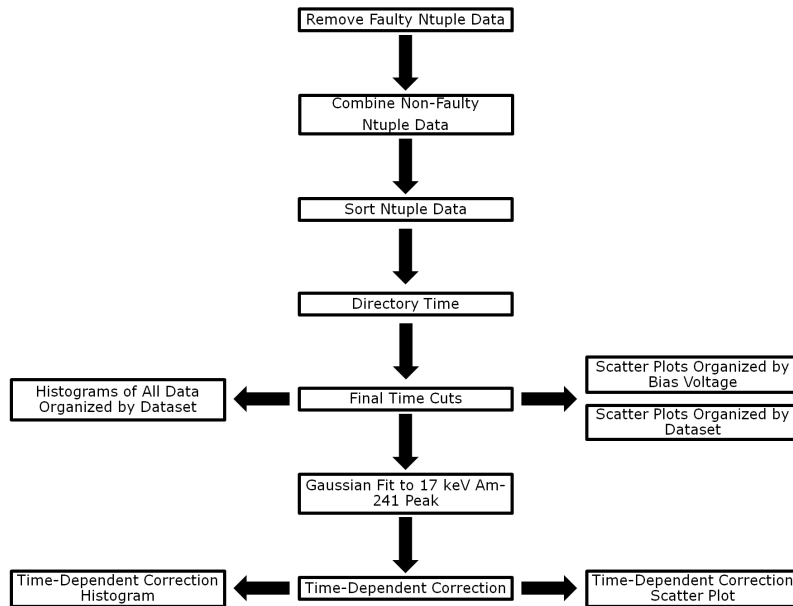 Remove Faulty Ntuple Data
Combine Non-Faulty
Ntuple Data
Sort Ntuple Data
Directory Time
Histograms of All Data
Organized by Dataset
Final Time Cuts
Scatter Plots Organized by
Bias Voltage
Scatter Plots Organized by
Dataset
Gaussian Fit to 17 keV Am-
241 Peak
Time-Dependent Correction
Histogram
Time-Dependent Correction
Time-Dependent Correction
Scatter Plot